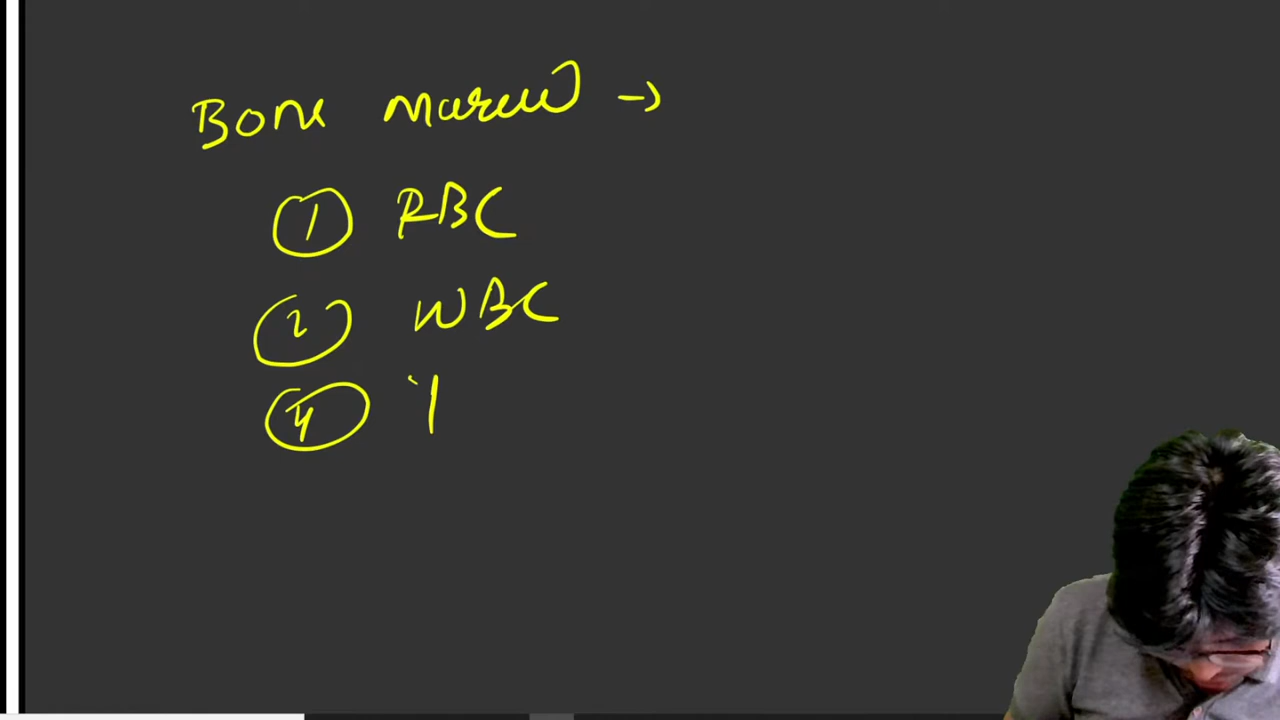 Bone marrow →
① RBC
② WBC
④